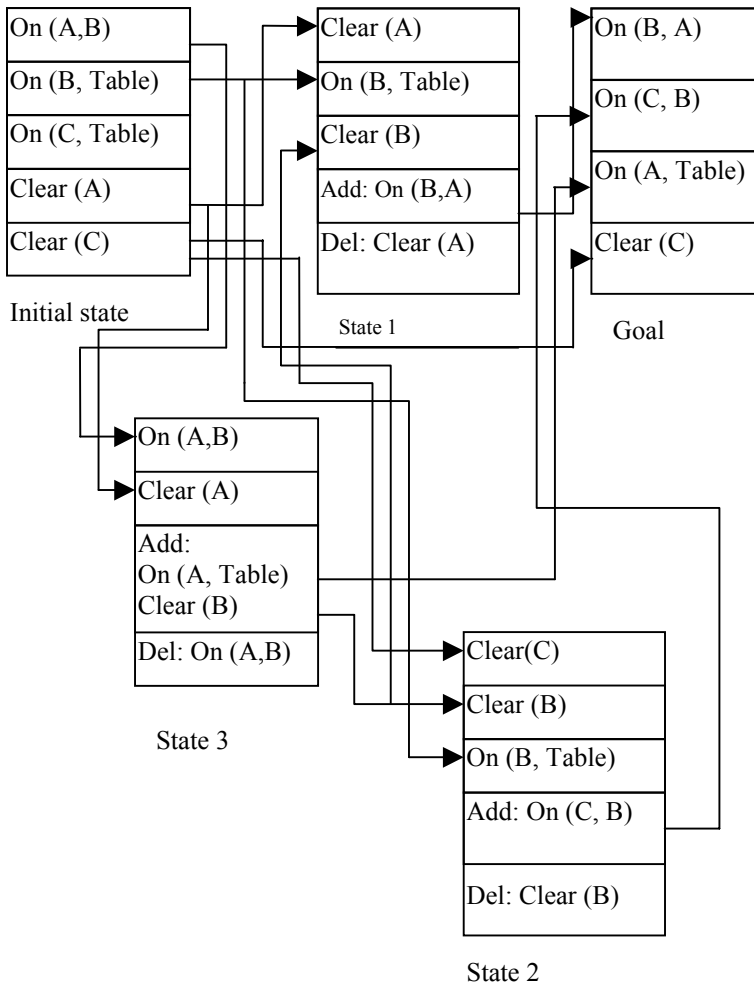 On (A,B)
On (B, Table)
On (C, Table)
Clear (A)
Clear (C)
Initial state
Clear (A)
On (B, Table)
Clear (B)
Add: On (B,A)
Del: Clear (A)
State 1
On (B, A)
On (C, B)
On (A, Table)
Clear (C)
Goal
On (A,B)
Clear (A)
Add:
On (A, Table)
Clear (B)
Del: On (A,B)
State 3
Clear(C)
Clear (B)
On (B, Table)
Add: On (C, B)
Del: Clear (B)
State 2